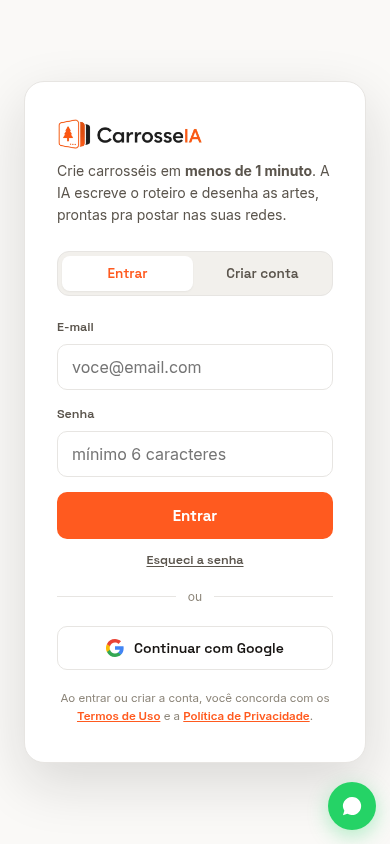 CarrosseIA
Crie carrosséis em menos de 1 minuto. A
IA escreve o roteiro e desenha as artes,
prontas pra postar nas suas redes.
Entrar
Criar conta
E-mail
voce@email.com
Senha
mínimo 6 caracteres
Entrar
Esqueci a senha
ou
Continuar com Google
Ao entrar ou criar a conta, você concorda com os
Termos de Uso e a Política de Privacidade.